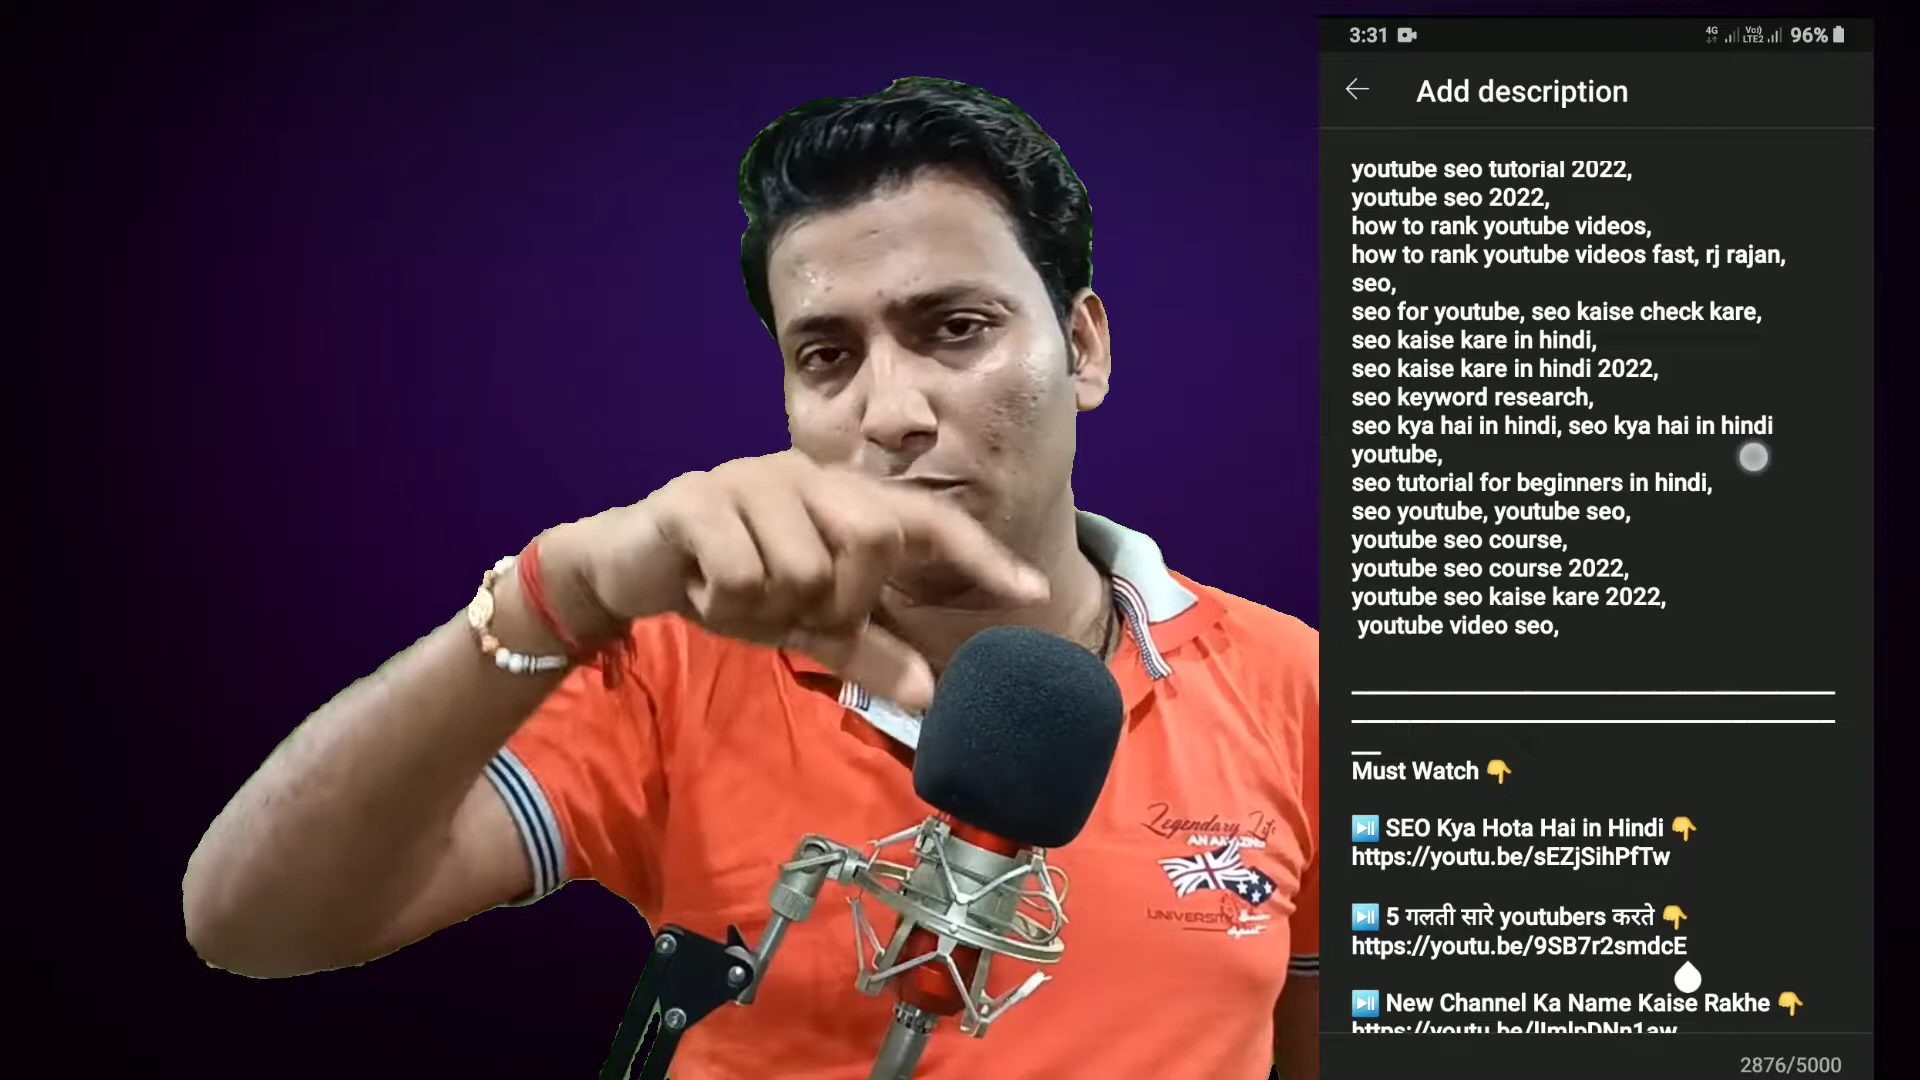 3:31
4G
Vo))
LTE2
96%
Add description
youtube seo tutorial 2022,
youtube seo 2022,
how to rank youtube videos,
how to rank youtube videos fast, rj rajan,
seo,
seo for youtube, seo kaise check kare,
seo kaise kare in hindi,
seo kaise kare in hindi 2022,
seo keyword research,
seo kya hai in hindi, seo kya hai in hindi
youtube,
seo tutorial for beginners in hindi,
seo youtube, youtube seo,
youtube seo course,
youtube seo course 2022,
youtube seo kaise kare 2022,
youtube video seo,
Must Watch 👇
⏯ SEO Kya Hota Hai in Hindi 👇
https://youtu.be/sEZjSihPfTw
⏯ 5 गलती सारे youtubers करते 👇
https://youtu.be/9SB7r2smdcE
⏯ New Channel Ka Name Kaise Rakhe 👇
2876/5000
Legendary
AN
UNIVERSIT